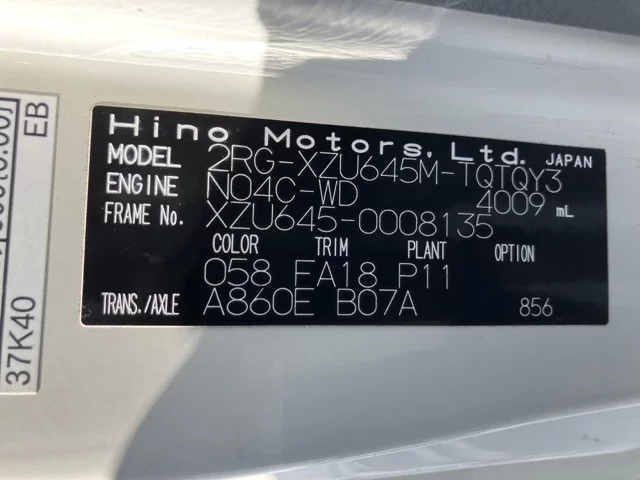 Hino Motors, Ltd. JAPAN
MODEL 2RG-XZU645M-TQTQY3
ENGINE N04C-WD 4009 mL
FRAME No. XZU645-0008135
COLOR TRIM PLANT OPTION
058 FA18 P11
TRANS./AXLE A860E B07A 856
EB
37K40